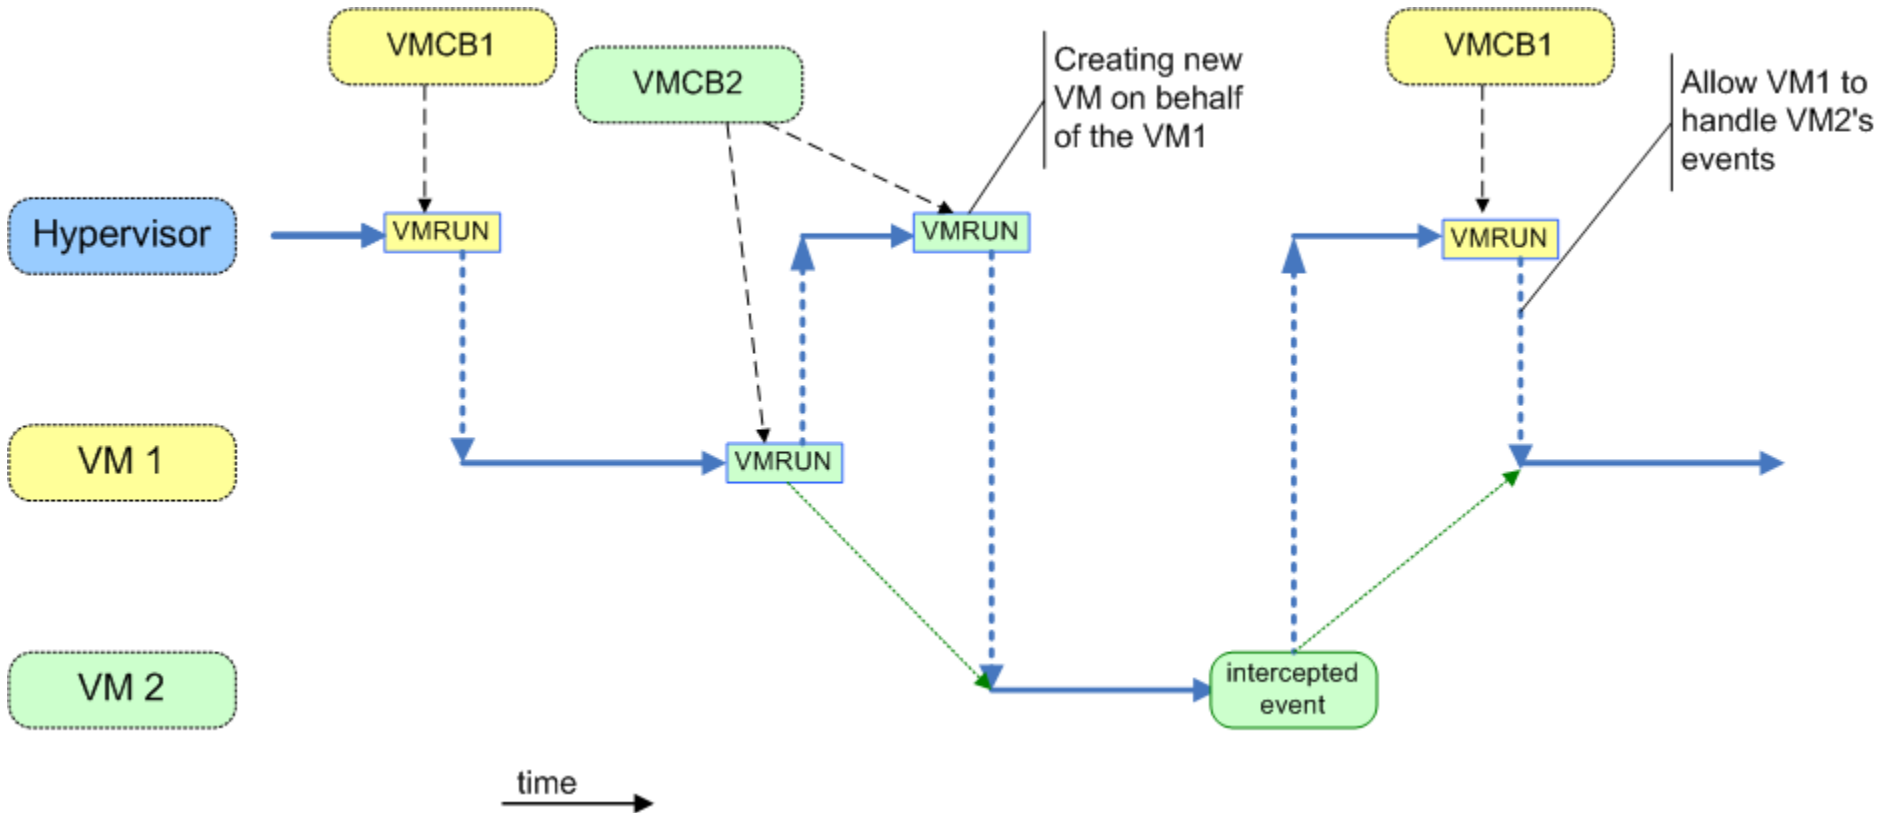 VMCB1
VMCB2
Creating new
VM on behalf
of the VM1
VMCB1
Allow VM1 to
handle VM2's
events
Hypervisor
VMRUN
VMRUN
VMRUN
VM 1
VMRUN
VM 2
intercepted
event
time